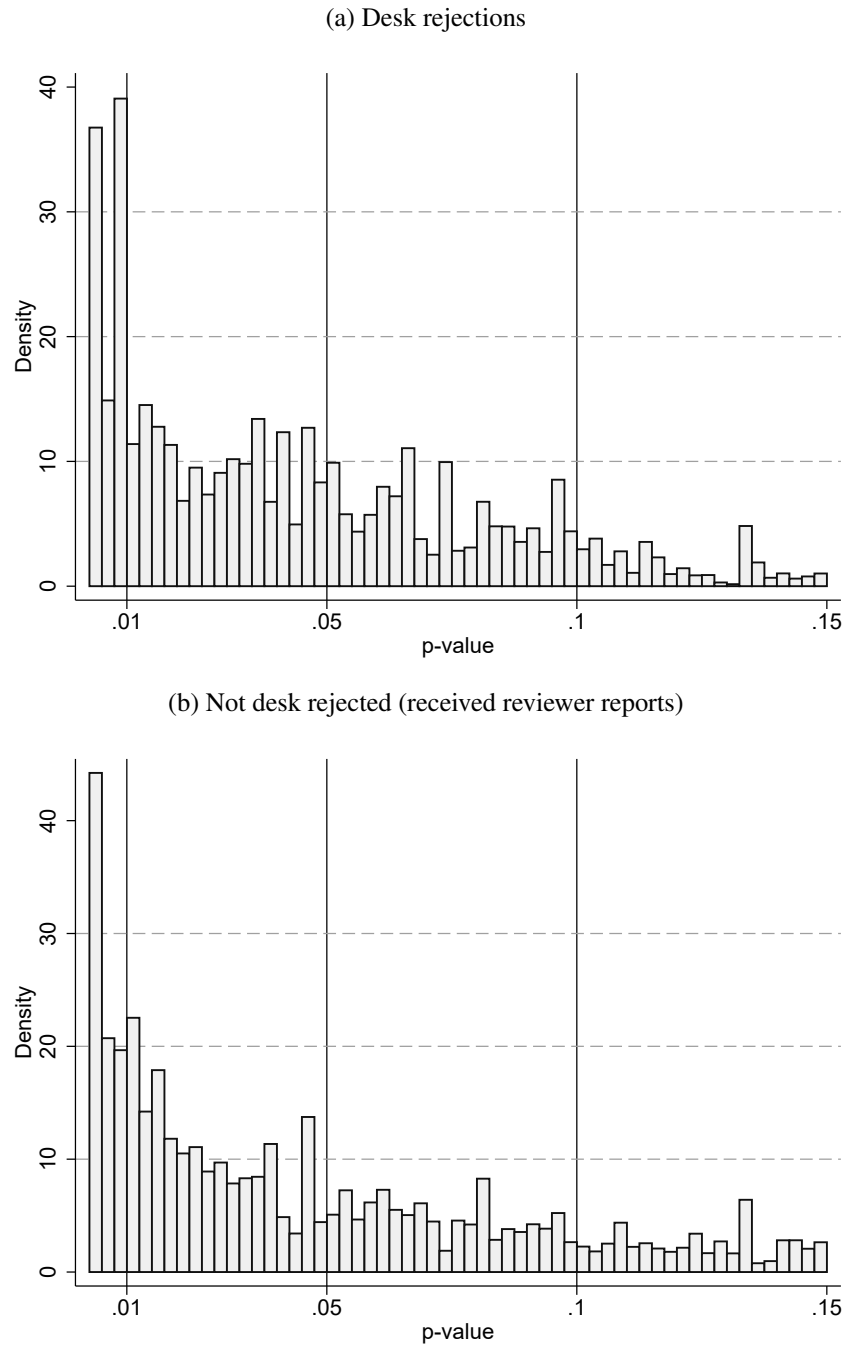 (a) Desk rejections
40
30
20
10
0
Density
.01 .05 .1 .15
p-value
(b) Not desk rejected (received reviewer reports)
40
30
20
10
0
Density
.01 .05 .1 .15
p-value